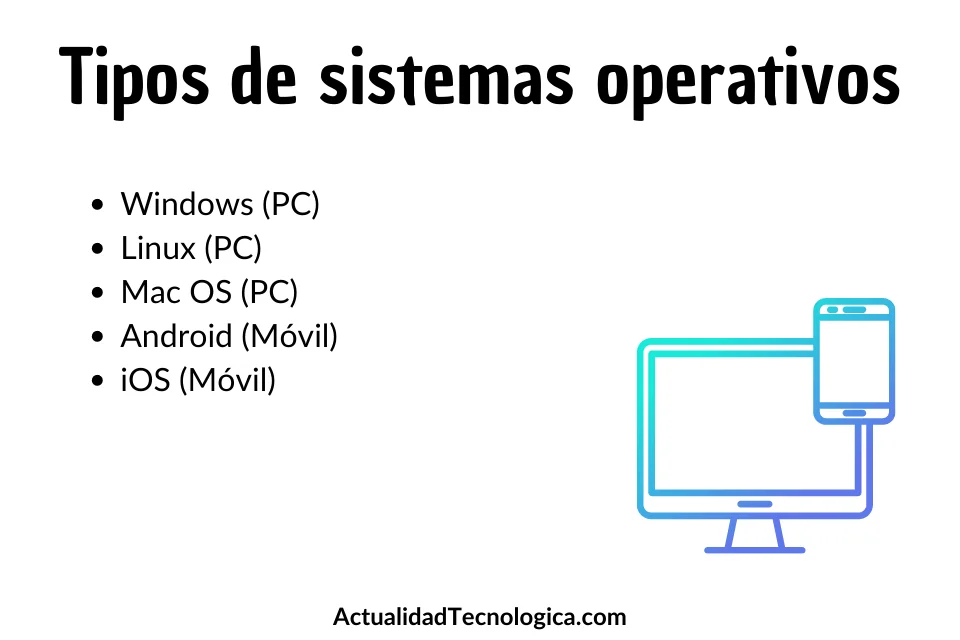 Tipos de sistemas operativos
• Windows (PC)
• Linux (PC)
• Mac OS (PC)
• Android (Móvil)
• iOS (Móvil)
ActualidadTecnologica.com